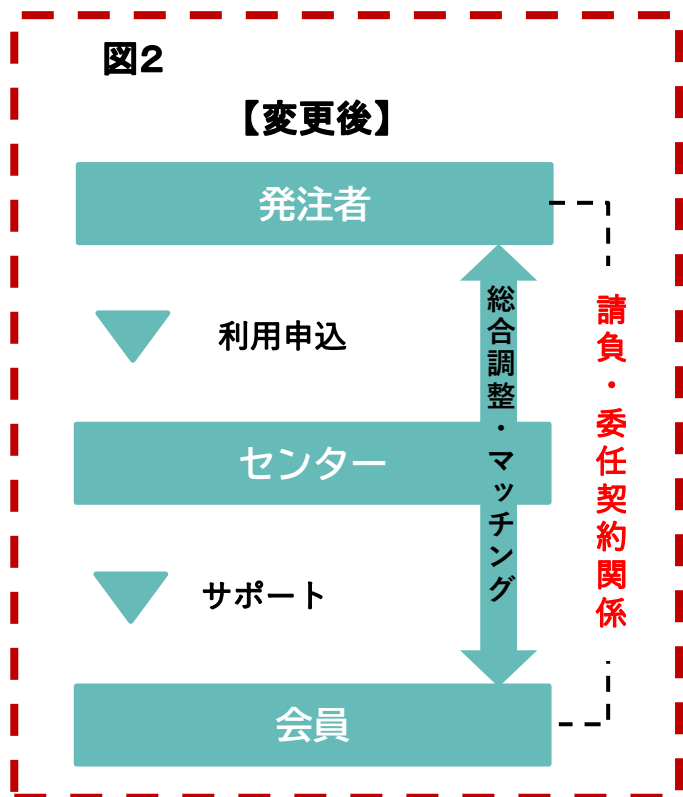 図2
【変更後】
発注者
利用申込
センター
サポート
会員
総合調整・マッチング
請負・委任契約関係